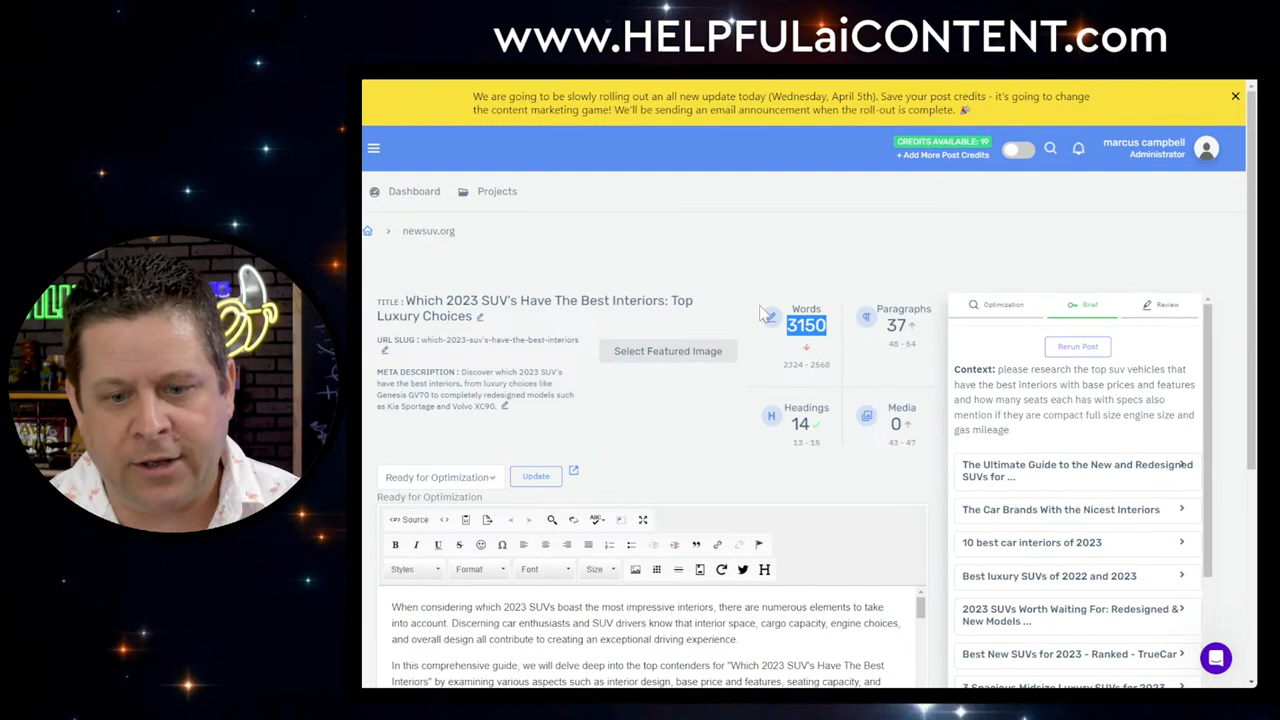 www.HELPFULaiCONTENT.com
We are going to be slowly rolling out an all new update today (Wednesday, April 5th). Save your post credits - it's going to change
the content marketing game! We'll be sending an email announcement when the roll-out is complete. 🎉
CREDITS AVAILABLE: 19
+ Add More Post Credits
marcus campbell
Administrator
Dashboard
Projects
newsuv.org
TITLE : Which 2023 SUV's Have The Best Interiors: Top
Luxury Choices
URL SLUG : which-2023-suv's-have-the-best-interiors
META DESCRIPTION : Discover which 2023 SUV's
have the best interiors, from luxury choices like
Genesis GV70 to completely redesigned models such
as Kia Sportage and Volvo XC90.
Select Featured Image
Words
3150
2324 - 2568
Paragraphs
37
48 - 54
H
Headings
14
13 - 15
Media
0
43 - 47
Ready for Optimization
Update
Ready for Optimization
Source
B I U S
Styles
Format
Font
Size
H
When considering which 2023 SUVs boast the most impressive interiors, there are numerous elements to take
into account. Discerning car enthusiasts and SUV drivers know that interior space, cargo capacity, engine choices,
and overall design all contribute to creating an exceptional driving experience.
In this comprehensive guide, we will delve deep into the top contenders for "Which 2023 SUV's Have The Best
Interiors" by examining various aspects such as interior design, base price and features, seating capacity, and
Optimization
Brief
Review
Rerun Post
Context: please research the top suv vehicles that
have the best interiors with base prices and features
and how many seats each has with specs also
mention if they are compact full size engine size and
gas mileage
The Ultimate Guide to the New and Redesigned
SUVs for ...
The Car Brands With the Nicest Interiors
10 best car interiors of 2023
Best luxury SUVs of 2022 and 2023
2023 SUVs Worth Waiting For: Redesigned &
New Models ...
Best New SUVs for 2023 - Ranked - TrueCar
3 Spacious Midsize Luxury SUVs for 2023